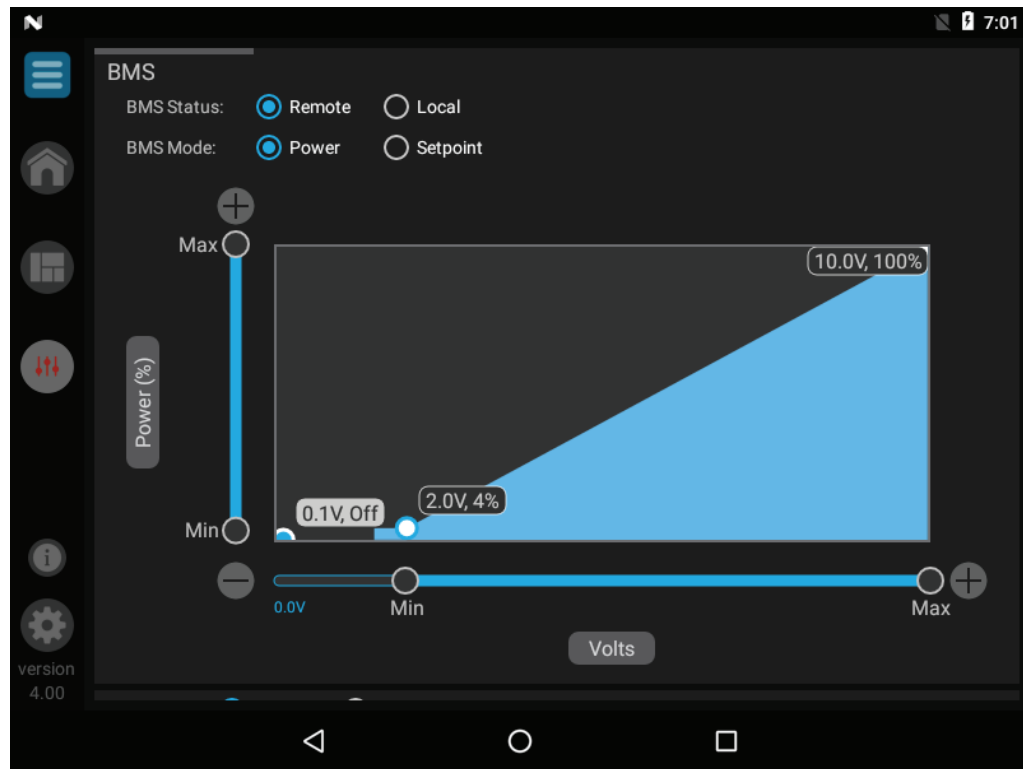 N
7:01
BMS
BMS Status: Remote Local
BMS Mode: Power Setpoint
Max
10.0V, 100%
Power (%)
2.0V, 4%
0.1V, Off
Min
0.0V
Min
Max
Volts
version
4.00